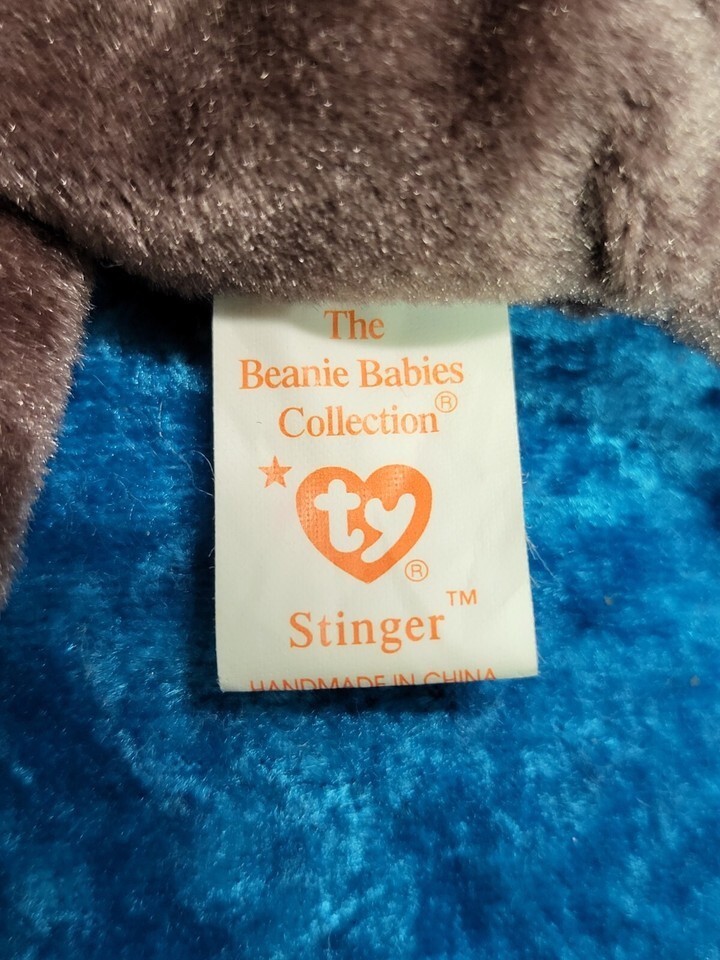 The
Beanie Babies
Collection®
ty®
Stinger™
HANDMADE IN CHINA